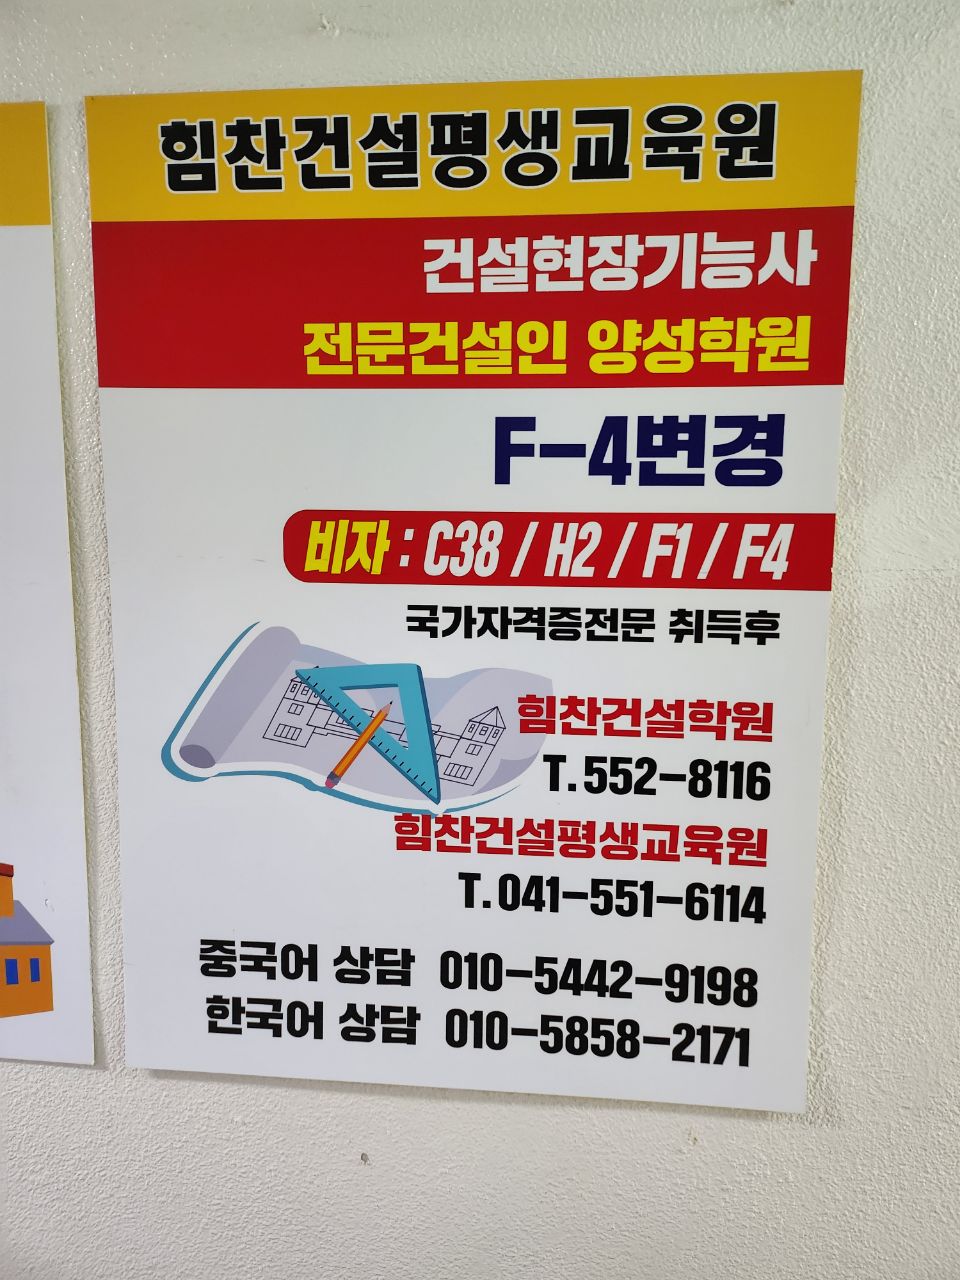 힘찬건설평생교육원
건설현장기능사
전문건설인 양성학원
F-4변경
비자 : C38 / H2 / F1 / F4
국가자격증전문 취득후
힘찬건설학원
T. 552-8116
힘찬건설평생교육원
T. 041-551-6114
중국어 상담 010-5442-9198
한국어 상담 010-5858-2171